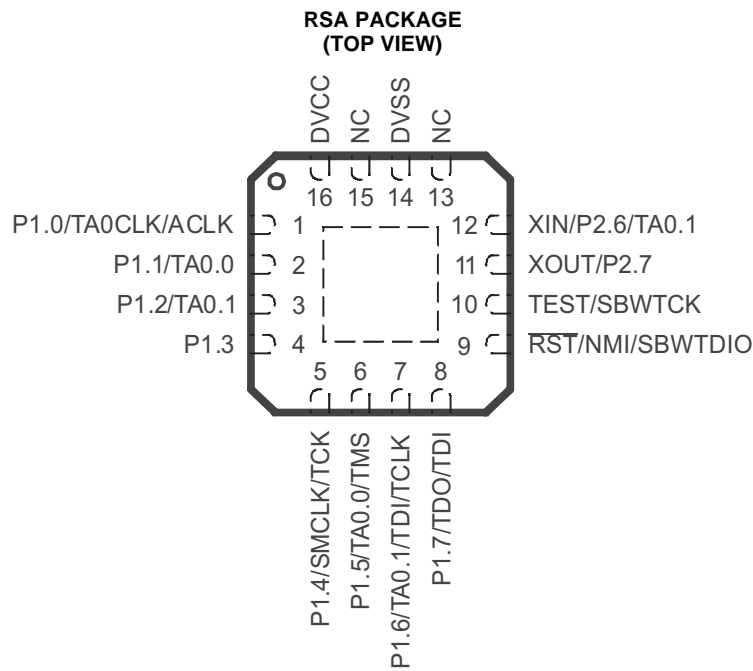 RSA PACKAGE
(TOP VIEW)
DVCC
NC
DVSS
NC
16 15 14 13
P1.0/TA0CLK/ACLK 1
P1.1/TA0.0 2
P1.2/TA0.1 3
P1.3 4
12 XIN/P2.6/TA0.1
11 XOUT/P2.7
10 TEST/SBWTCK
9 R̅S̅T̅/NMI/SBWTDIO
5 6 7 8
P1.4/SMCLK/TCK
P1.5/TA0.0/TMS
P1.6/TA0.1/TDI/TCLK
P1.7/TDO/TDI